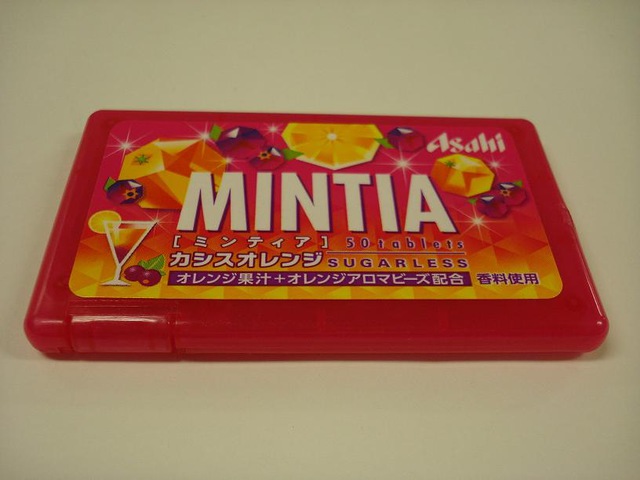 Asahi
MINTIA
[ミンティア] 50tablets
カシスオレンジ SUGARLESS
オレンジ果汁+オレンジアロマビーズ配合 香料使用